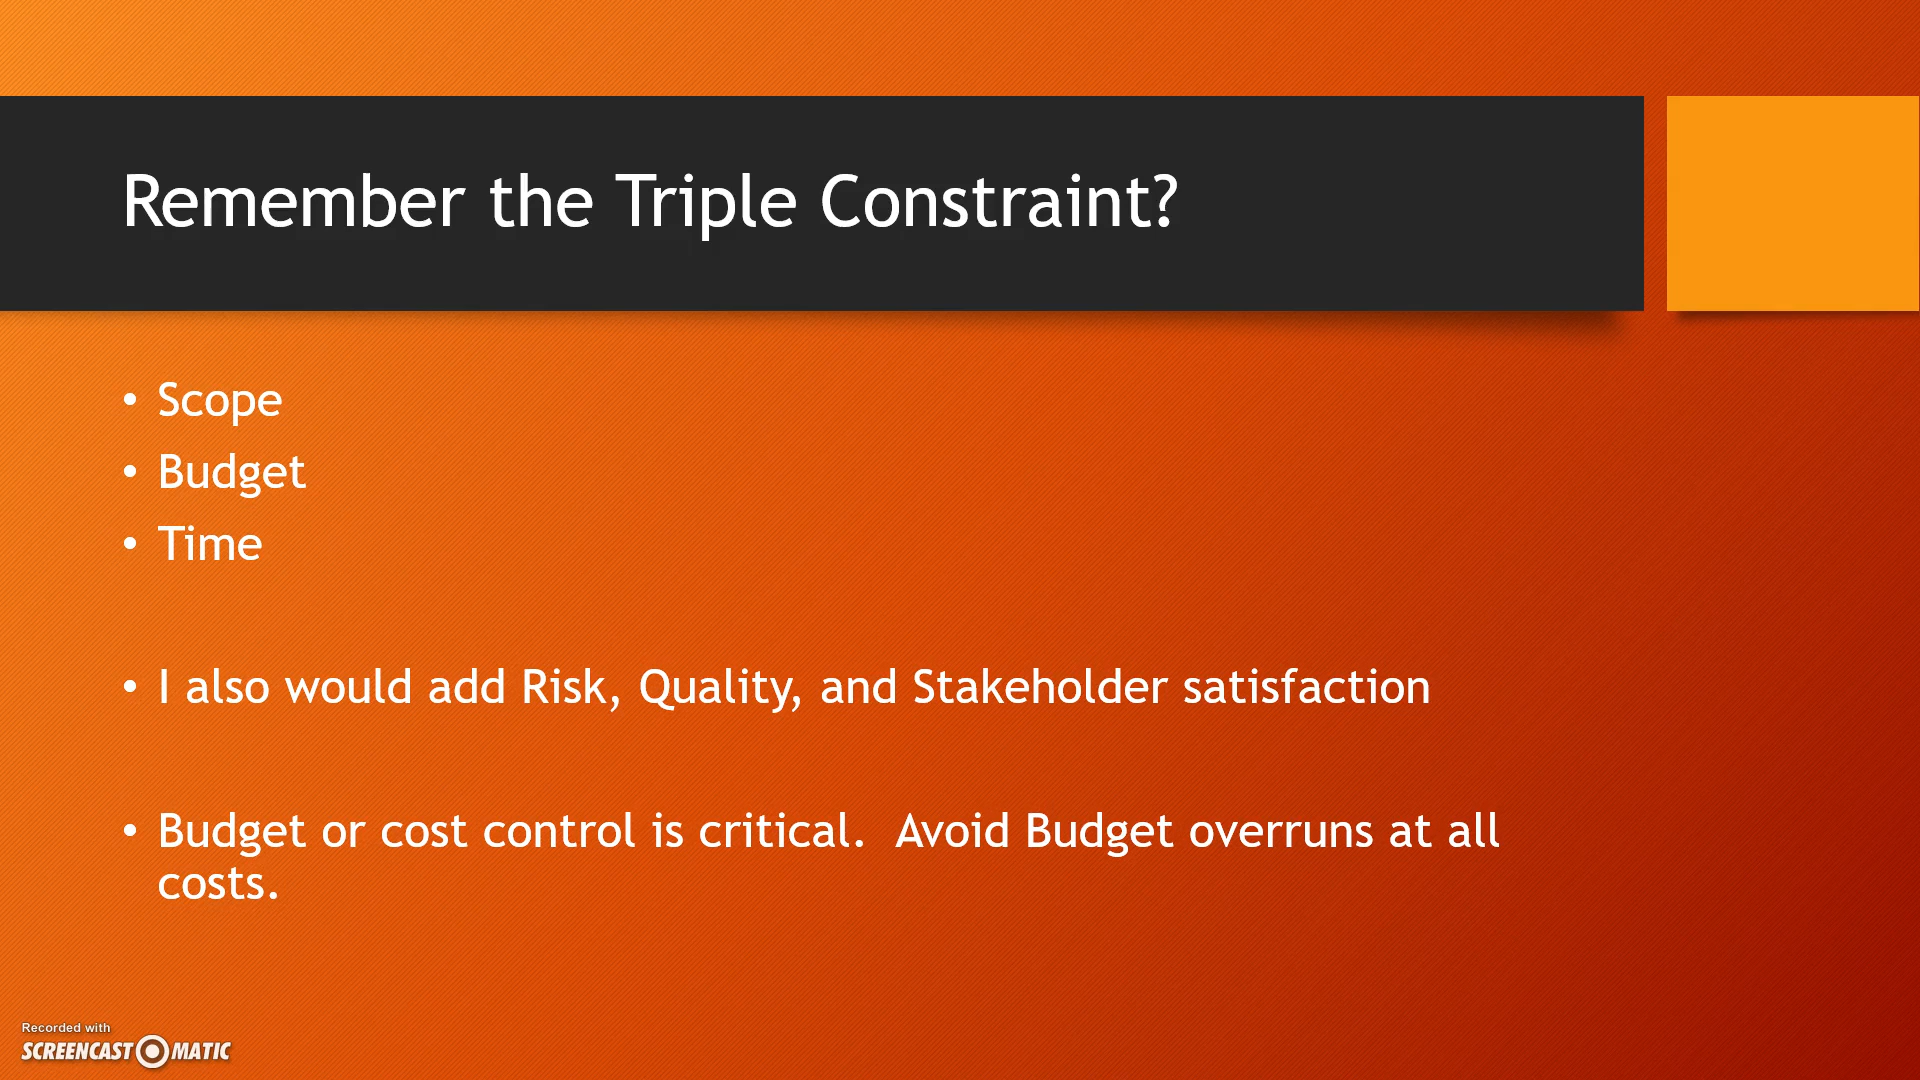 Remember the Triple Constraint?
• Scope
• Budget
• Time
• I also would add Risk, Quality, and Stakeholder satisfaction
• Budget or cost control is critical.  Avoid Budget overruns at all
costs.
Recorded with
SCREENCAST MATIC